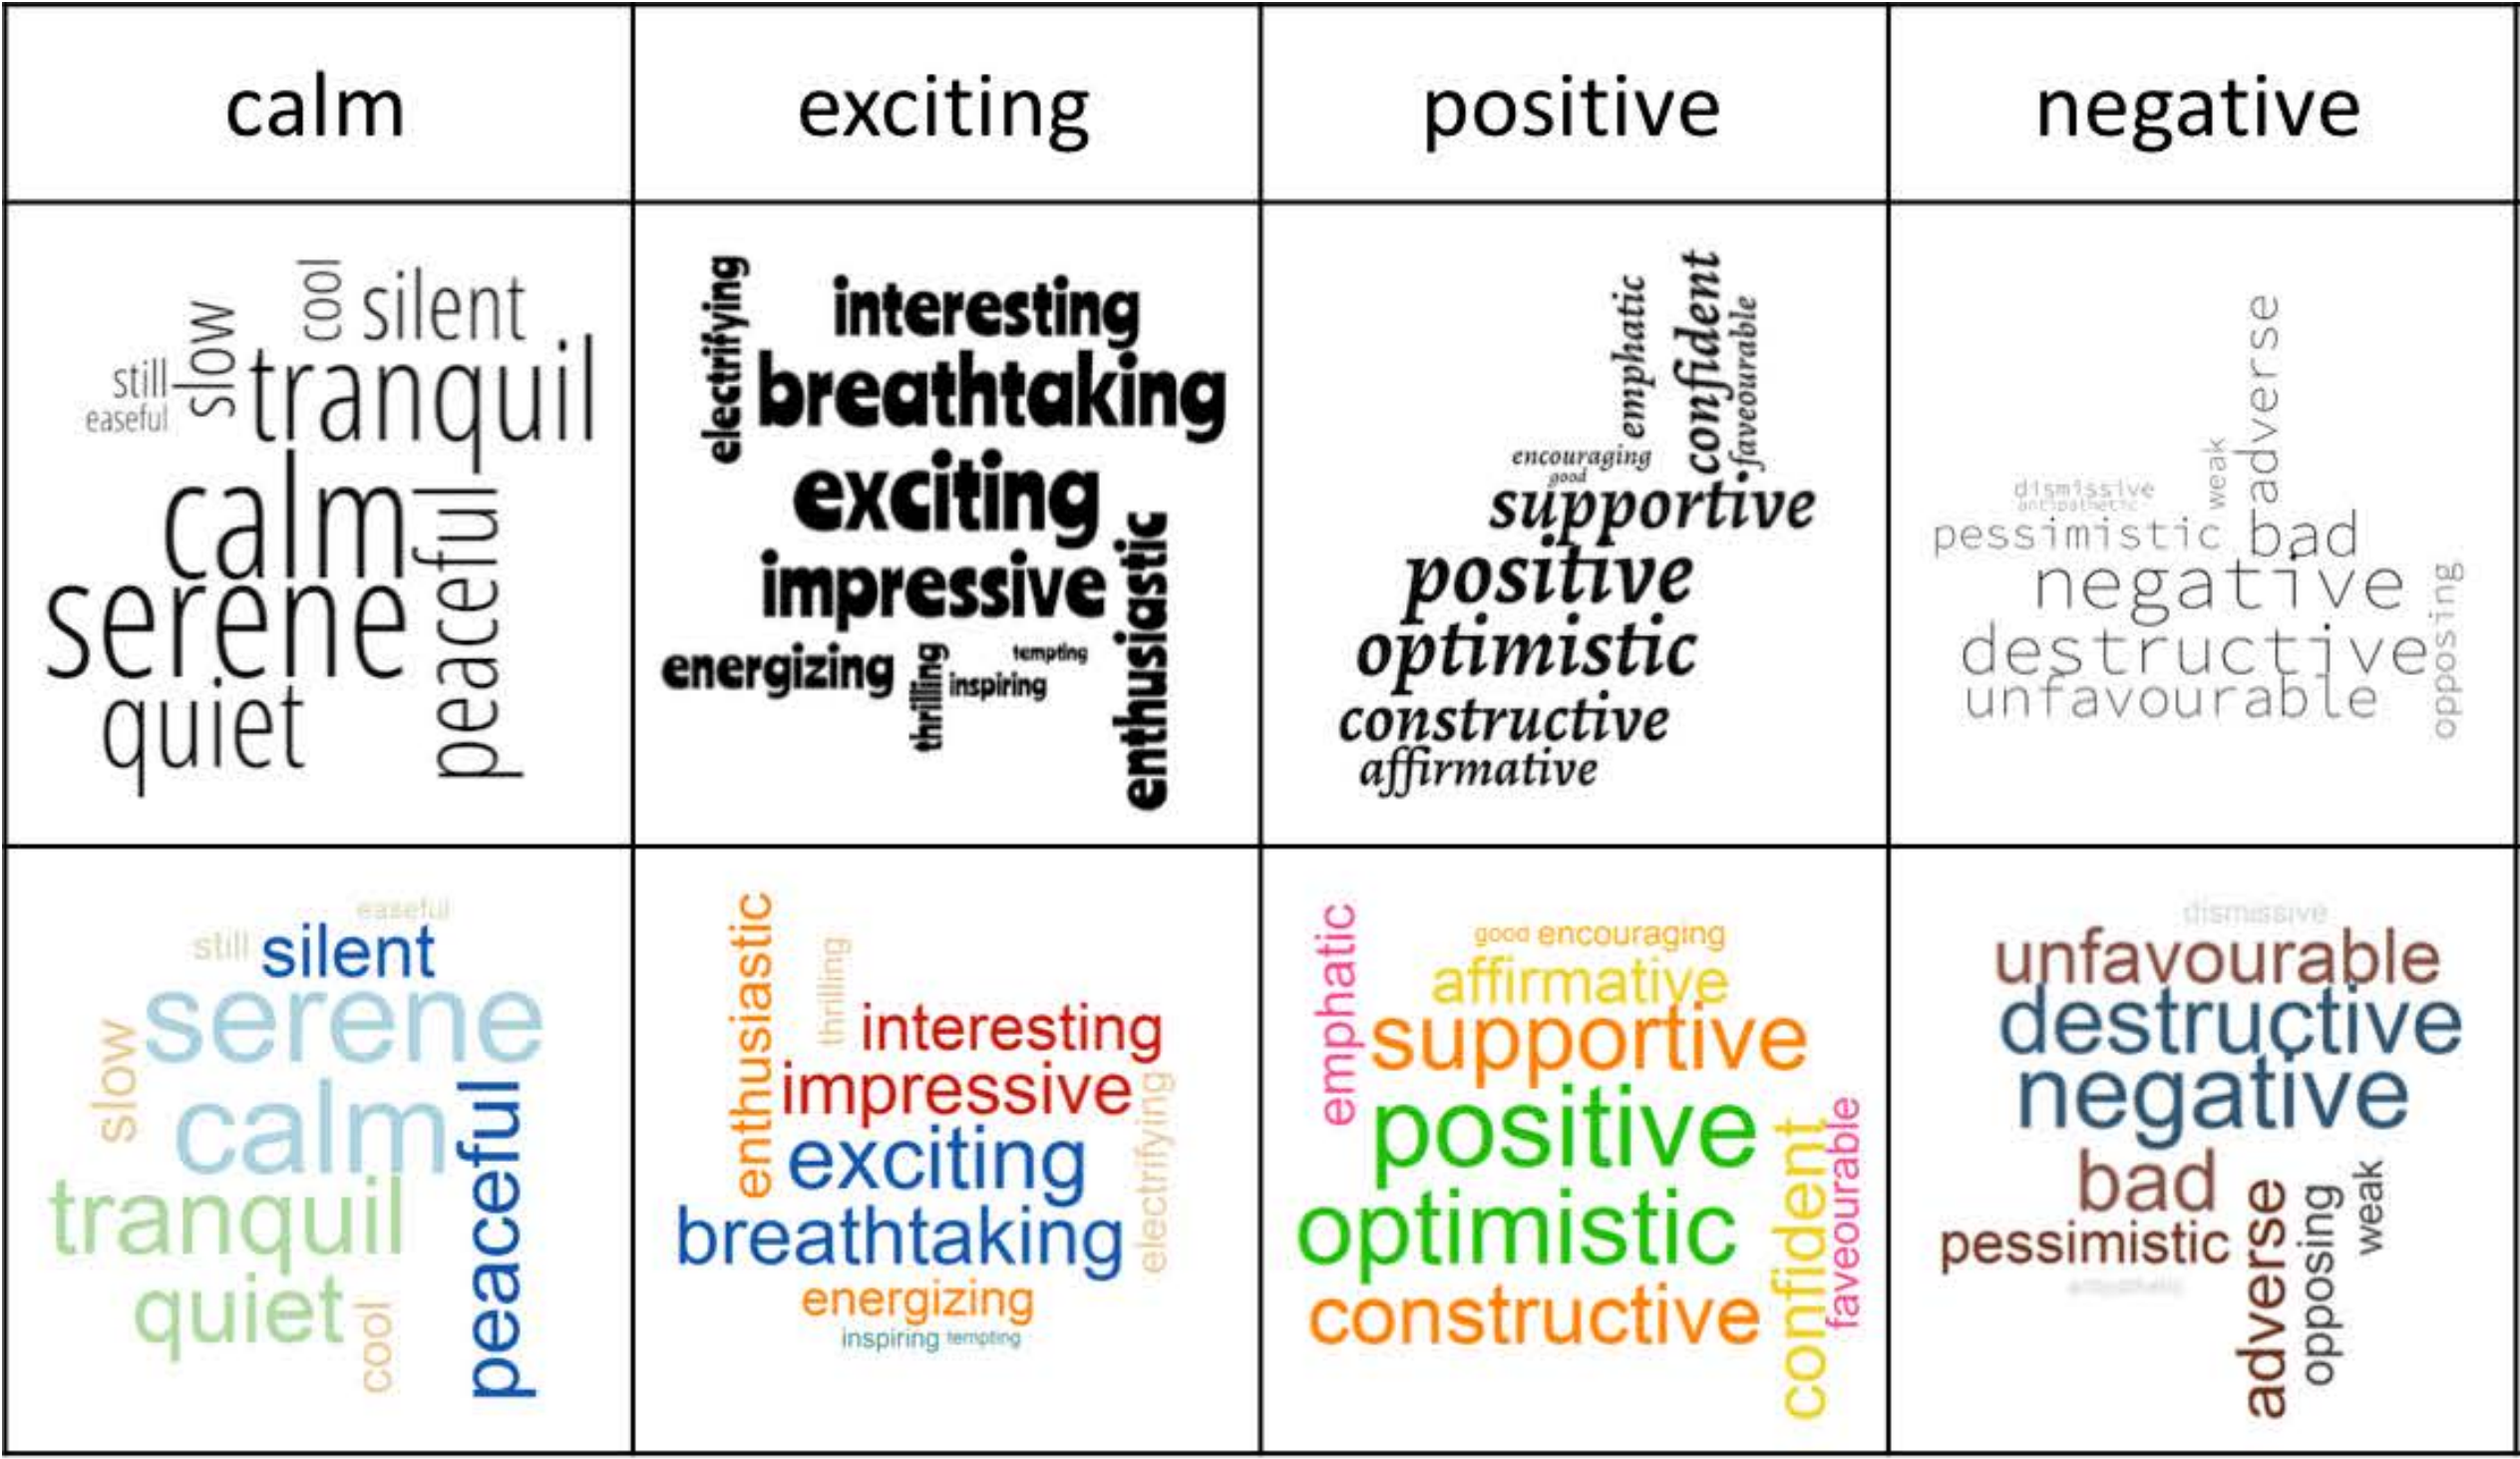 calm
exciting
positive
negative
cool
silent
slow
still
tranquil
easeful
calm
peaceful
serene
quiet
electrifying
interesting
breathtaking
exciting
impressive
enthusiastic
energizing
thrilling
tempting
inspiring
emphatic
confident
faveourable
encouraging
good
supportive
positive
optimistic
constructive
affirmative
adverse
weak
dismissive
antipathetic
pessimistic
bad
negative
opposing
destructive
unfavourable
easeful
still
silent
serene
slow
calm
peaceful
tranquil
quiet
cool
enthusiastic
thrilling
interesting
impressive
electrifying
exciting
breathtaking
energizing
inspiring
tempting
emphatic
good
encouraging
affirmative
supportive
positive
confident
faveourable
optimistic
constructive
dismissive
unfavourable
destructive
negative
bad
weak
pessimistic
adverse
opposing
antipathetic